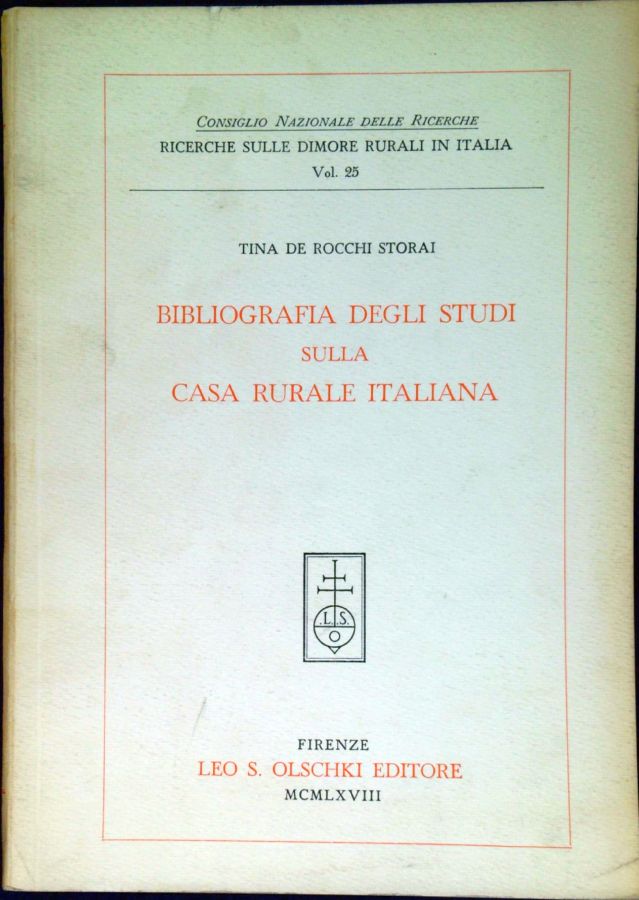 CONSIGLIO NAZIONALE DELLE RICERCHE
RICERCHE SULLE DIMORE RURALI IN ITALIA
Vol. 25
TINA DE ROCCHI STORAI
BIBLIOGRAFIA DEGLI STUDI
SULLA
CASA RURALE ITALIANA
.L.S.
FIRENZE
LEO S. OLSCHKI EDITORE
MCMLXVIII